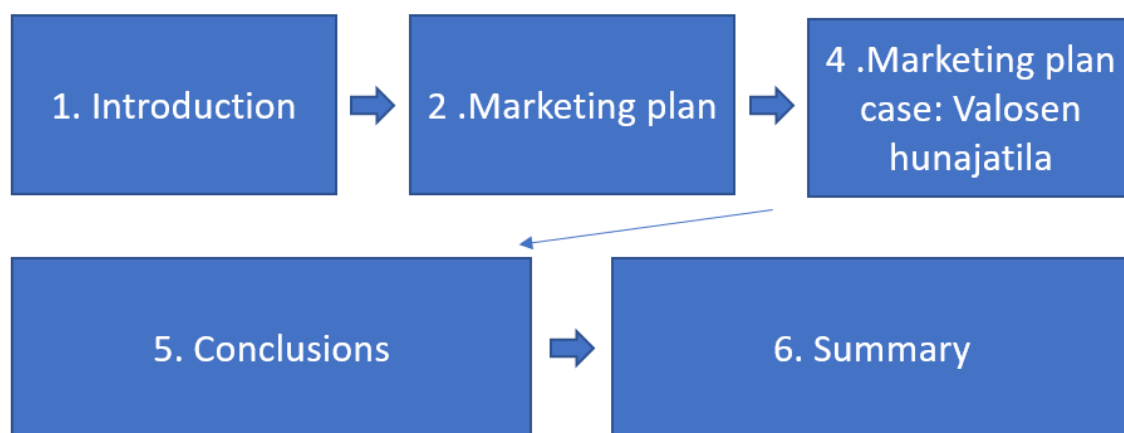 1. Introduction
2 .Marketing plan
4 .Marketing plan
case: Valosen
hunajatila
5. Conclusions
6. Summary